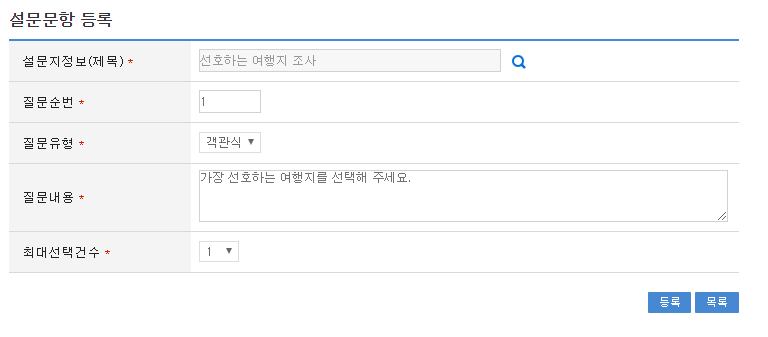 설문문항 등록
설문지정보(제목) * 선호하는 여행지 조사
질문순번 * 1
질문유형 * 객관식 ▼
질문내용 * 가장 선호하는 여행지를 선택해 주세요.
최대선택건수 * 1 ▼
등록 목록